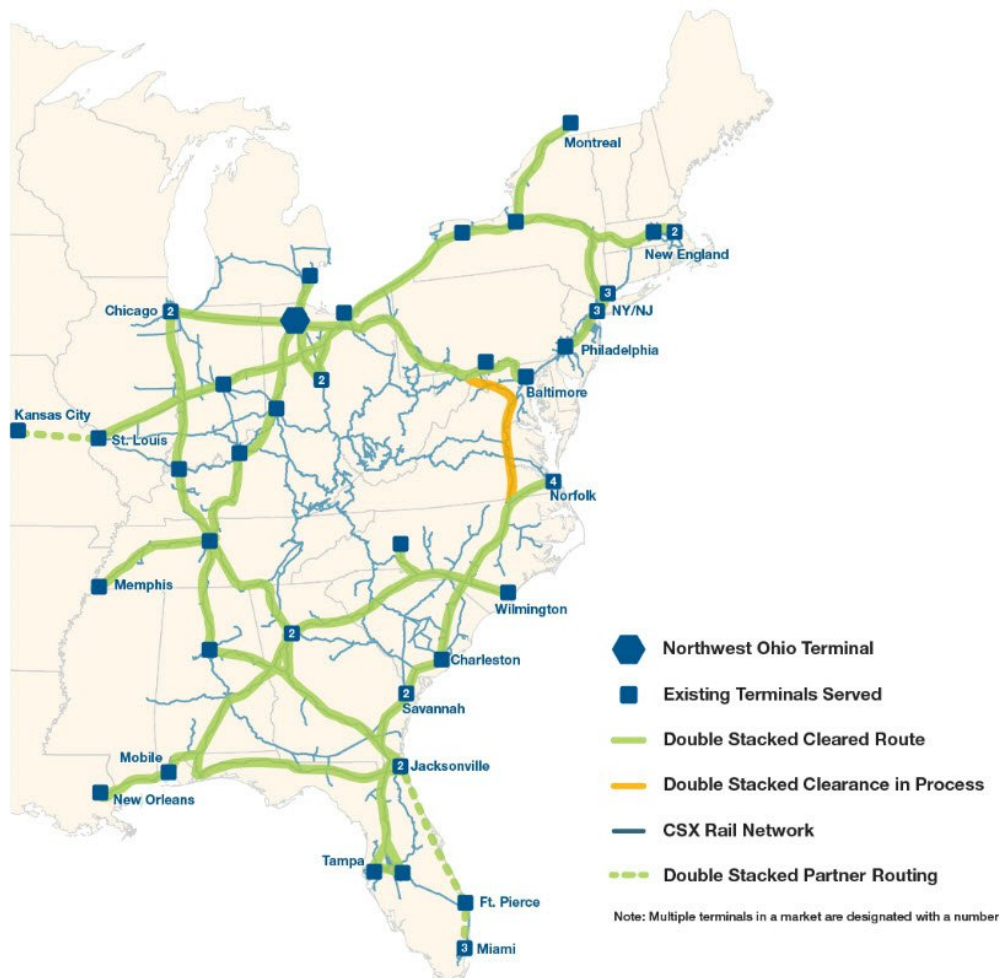 Montreal
2
New England
3
Chicago
2
3
NY/NJ
Philadelphia
2
Baltimore
Kansas City
St. Louis
4
Norfolk
Memphis
Wilmington
2
Charleston
2
Savannah
Mobile
2
Jacksonville
New Orleans
Tampa
Ft. Pierce
3
Miami
Northwest Ohio Terminal
Existing Terminals Served
Double Stacked Cleared Route
Double Stacked Clearance in Process
CSX Rail Network
Double Stacked Partner Routing
Note: Multiple terminals in a market are designated with a number